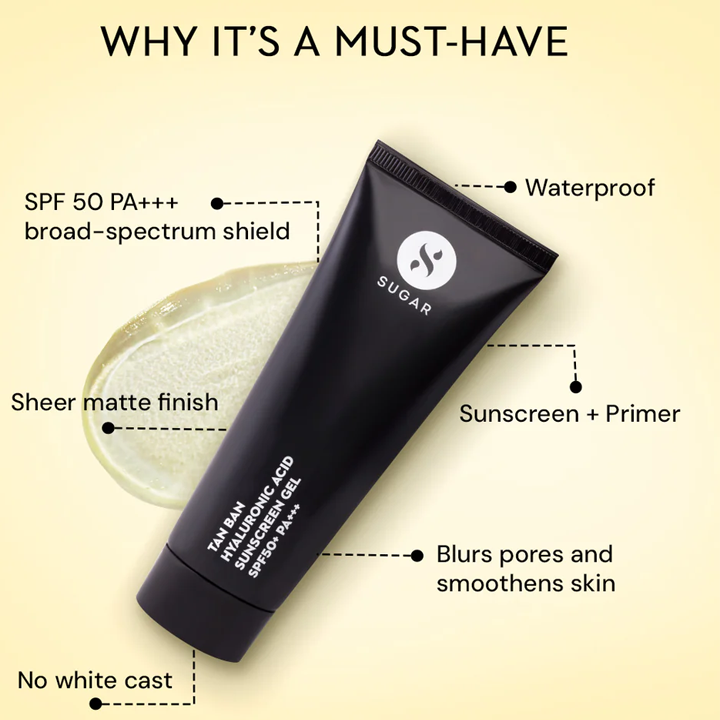 WHY IT'S A MUST-HAVE
SPF 50 PA+++
broad-spectrum shield
Waterproof
SUGAR
Sheer matte finish
Sunscreen + Primer
TAN BAN
HYALURONIC ACID
SUNSCREEN GEL
SPF50+ PA+++
Blurs pores and
smoothens skin
No white cast